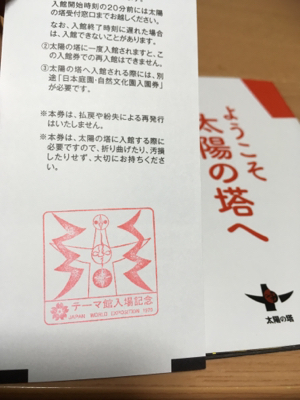 入館開始時刻の20分前には太陽
の塔受付窓口までお越しください。
なお、入館終了時刻に遅れた場合
は、入館できないことがあります。
②太陽の塔に一度入館されますと、こ
の券での再入館はできません。
③太陽の塔へ入館される際には、別
途「日本庭園・自然文化園入園券」
が必要です。
※本券は、払戻や紛失による再発行
はいたしません。
※本券は、太陽の塔に入館する際に
必要ですので、折り曲げたり、汚損
したりせず、大切にお持ちくださ
い。
テーマ館入場記念
JAPAN WORLD EXPOSITION 1970
ようこそ
太陽の塔へ
太陽の塔